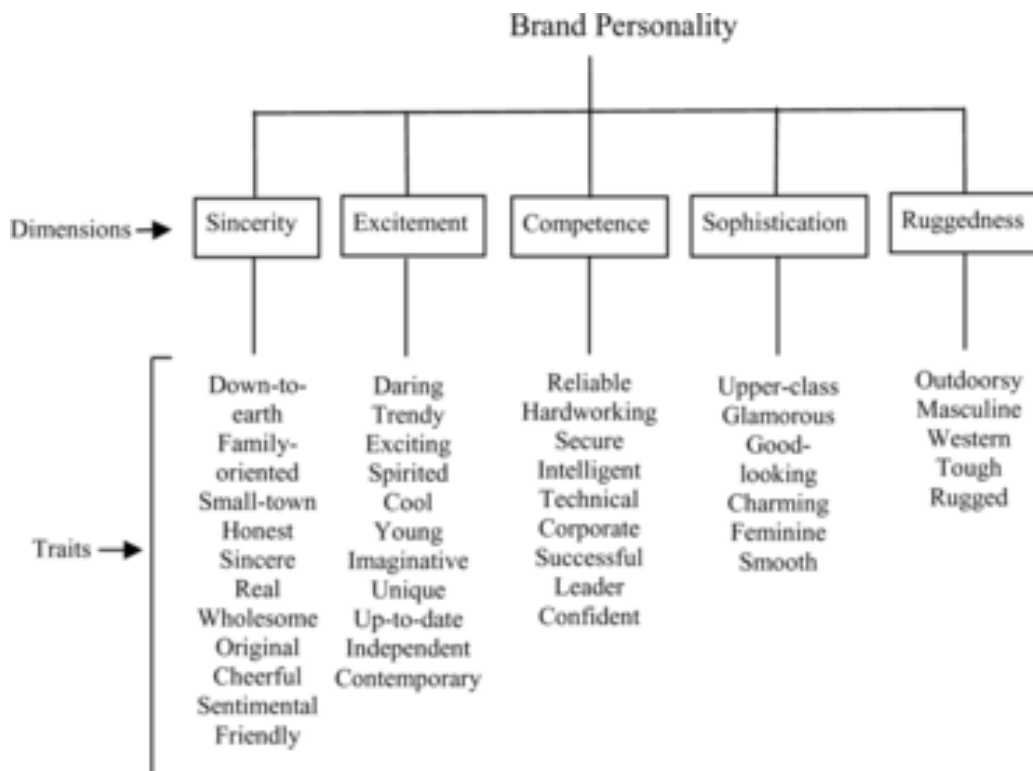 Brand Personality
Dimensions
Sincerity
Excitement
Competence
Sophistication
Ruggedness
Traits
Down-to-
earth
Family-
oriented
Small-town
Honest
Sincere
Real
Wholesome
Original
Cheerful
Sentimental
Friendly
Daring
Trendy
Exciting
Spirited
Cool
Young
Imaginative
Unique
Up-to-date
Independent
Contemporary
Reliable
Hardworking
Secure
Intelligent
Technical
Corporate
Successful
Leader
Confident
Upper-class
Glamorous
Good-
looking
Charming
Feminine
Smooth
Outdoorsy
Masculine
Western
Tough
Rugged